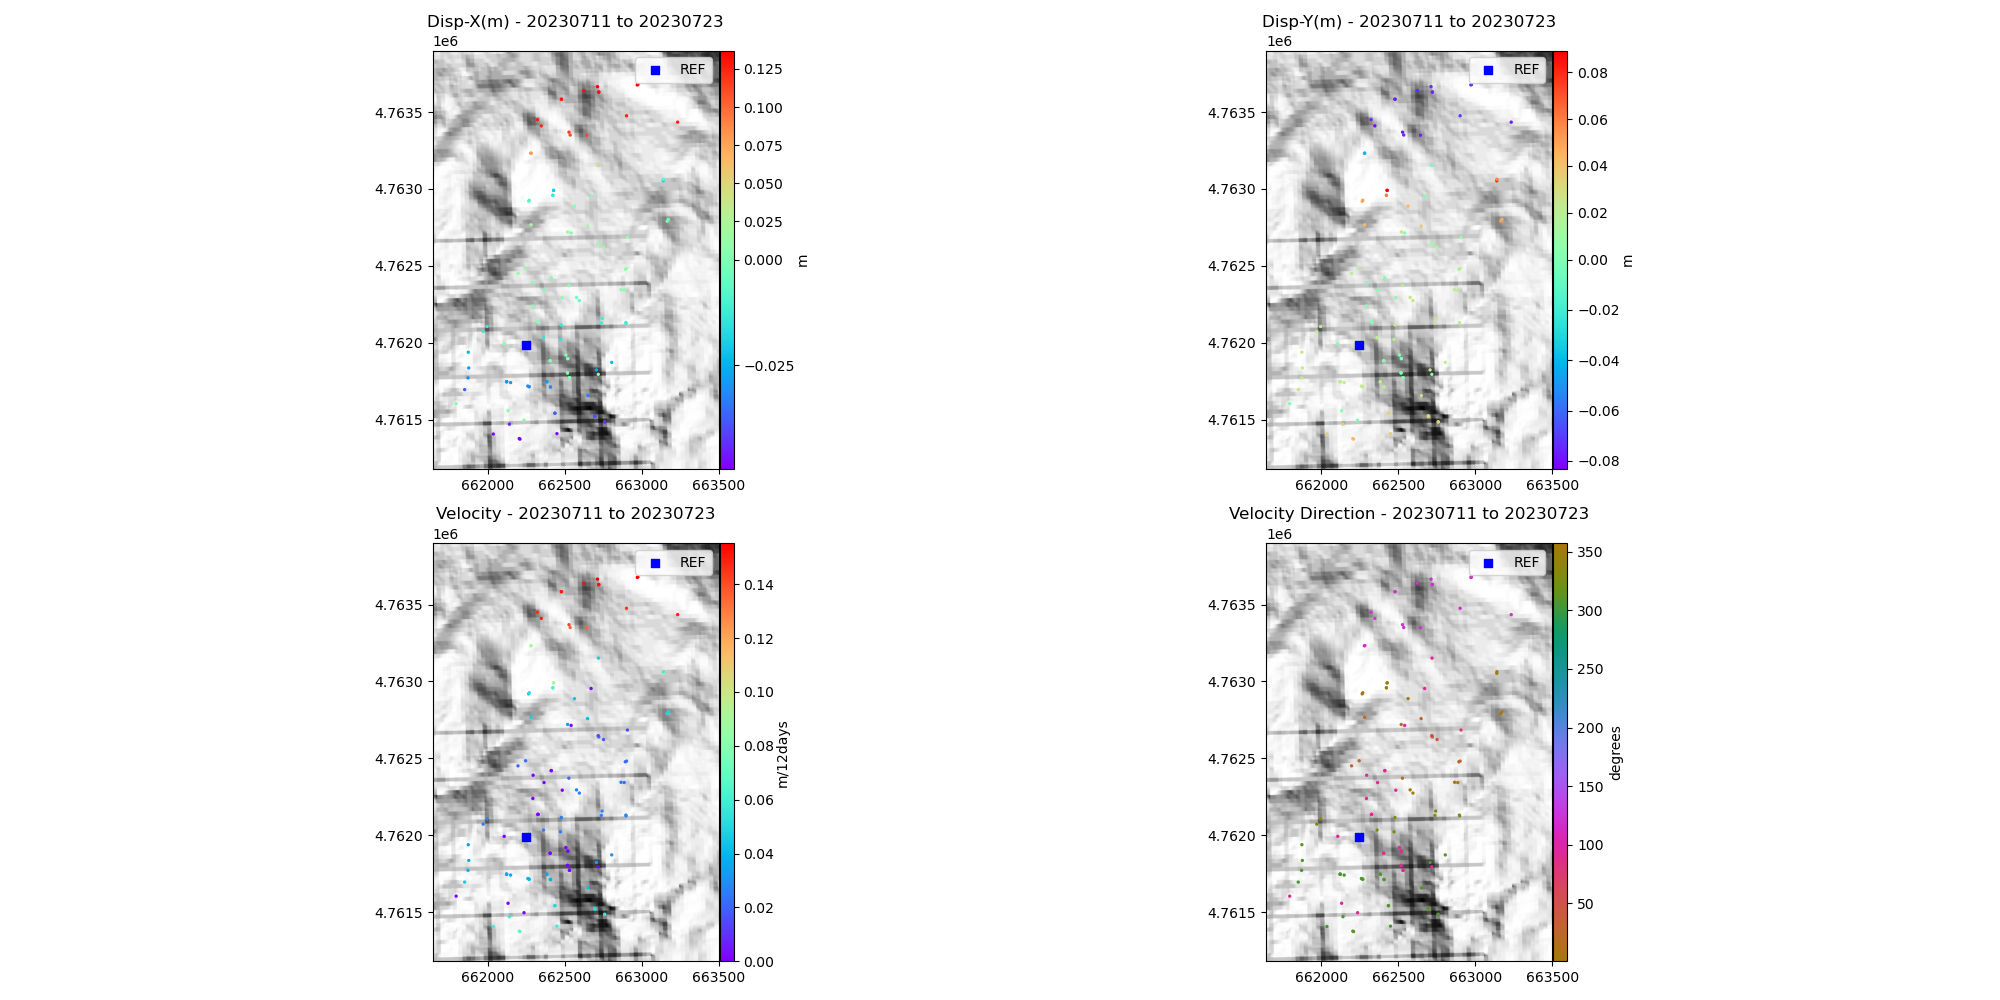 Disp-X(m) - 20230711 to 20230723
1e6
REF
4.7635
4.7630
4.7625
4.7620
4.7615
662000 662500 663000 663500
0.125
0.100
0.075
0.050
0.025
0.000
−0.025
m
Disp-Y(m) - 20230711 to 20230723
1e6
REF
4.7635
4.7630
4.7625
4.7620
4.7615
662000 662500 663000 663500
0.08
0.06
0.04
0.02
0.00
−0.02
−0.04
−0.06
−0.08
m
Velocity - 20230711 to 20230723
1e6
REF
4.7635
4.7630
4.7625
4.7620
4.7615
662000 662500 663000 663500
0.14
0.12
0.10
0.08
0.06
0.04
0.02
0.00
m/12days
Velocity Direction - 20230711 to 20230723
1e6
REF
4.7635
4.7630
4.7625
4.7620
4.7615
662000 662500 663000 663500
350
300
250
200
150
100
50
degrees